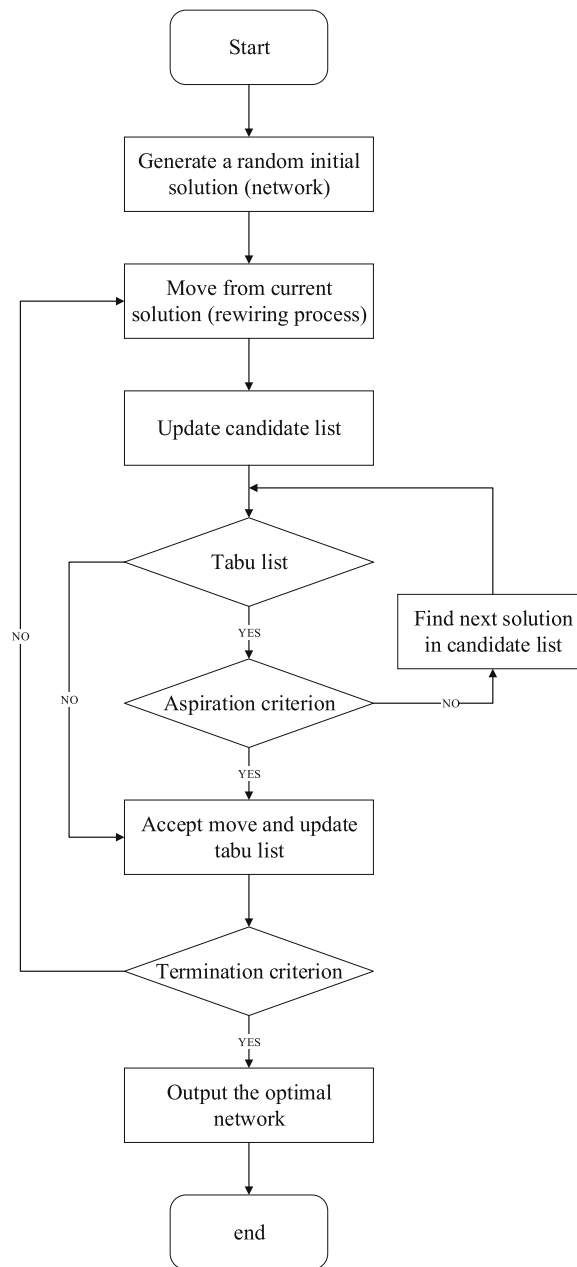 Start
Generate a random initial
solution (network)
Move from current
solution (rewiring process)
Update candidate list
Tabu list
Find next solution
in candidate list
NO
YES
NO
Aspiration criterion
NO
YES
Accept move and update
tabu list
Termination criterion
YES
Output the optimal
network
end